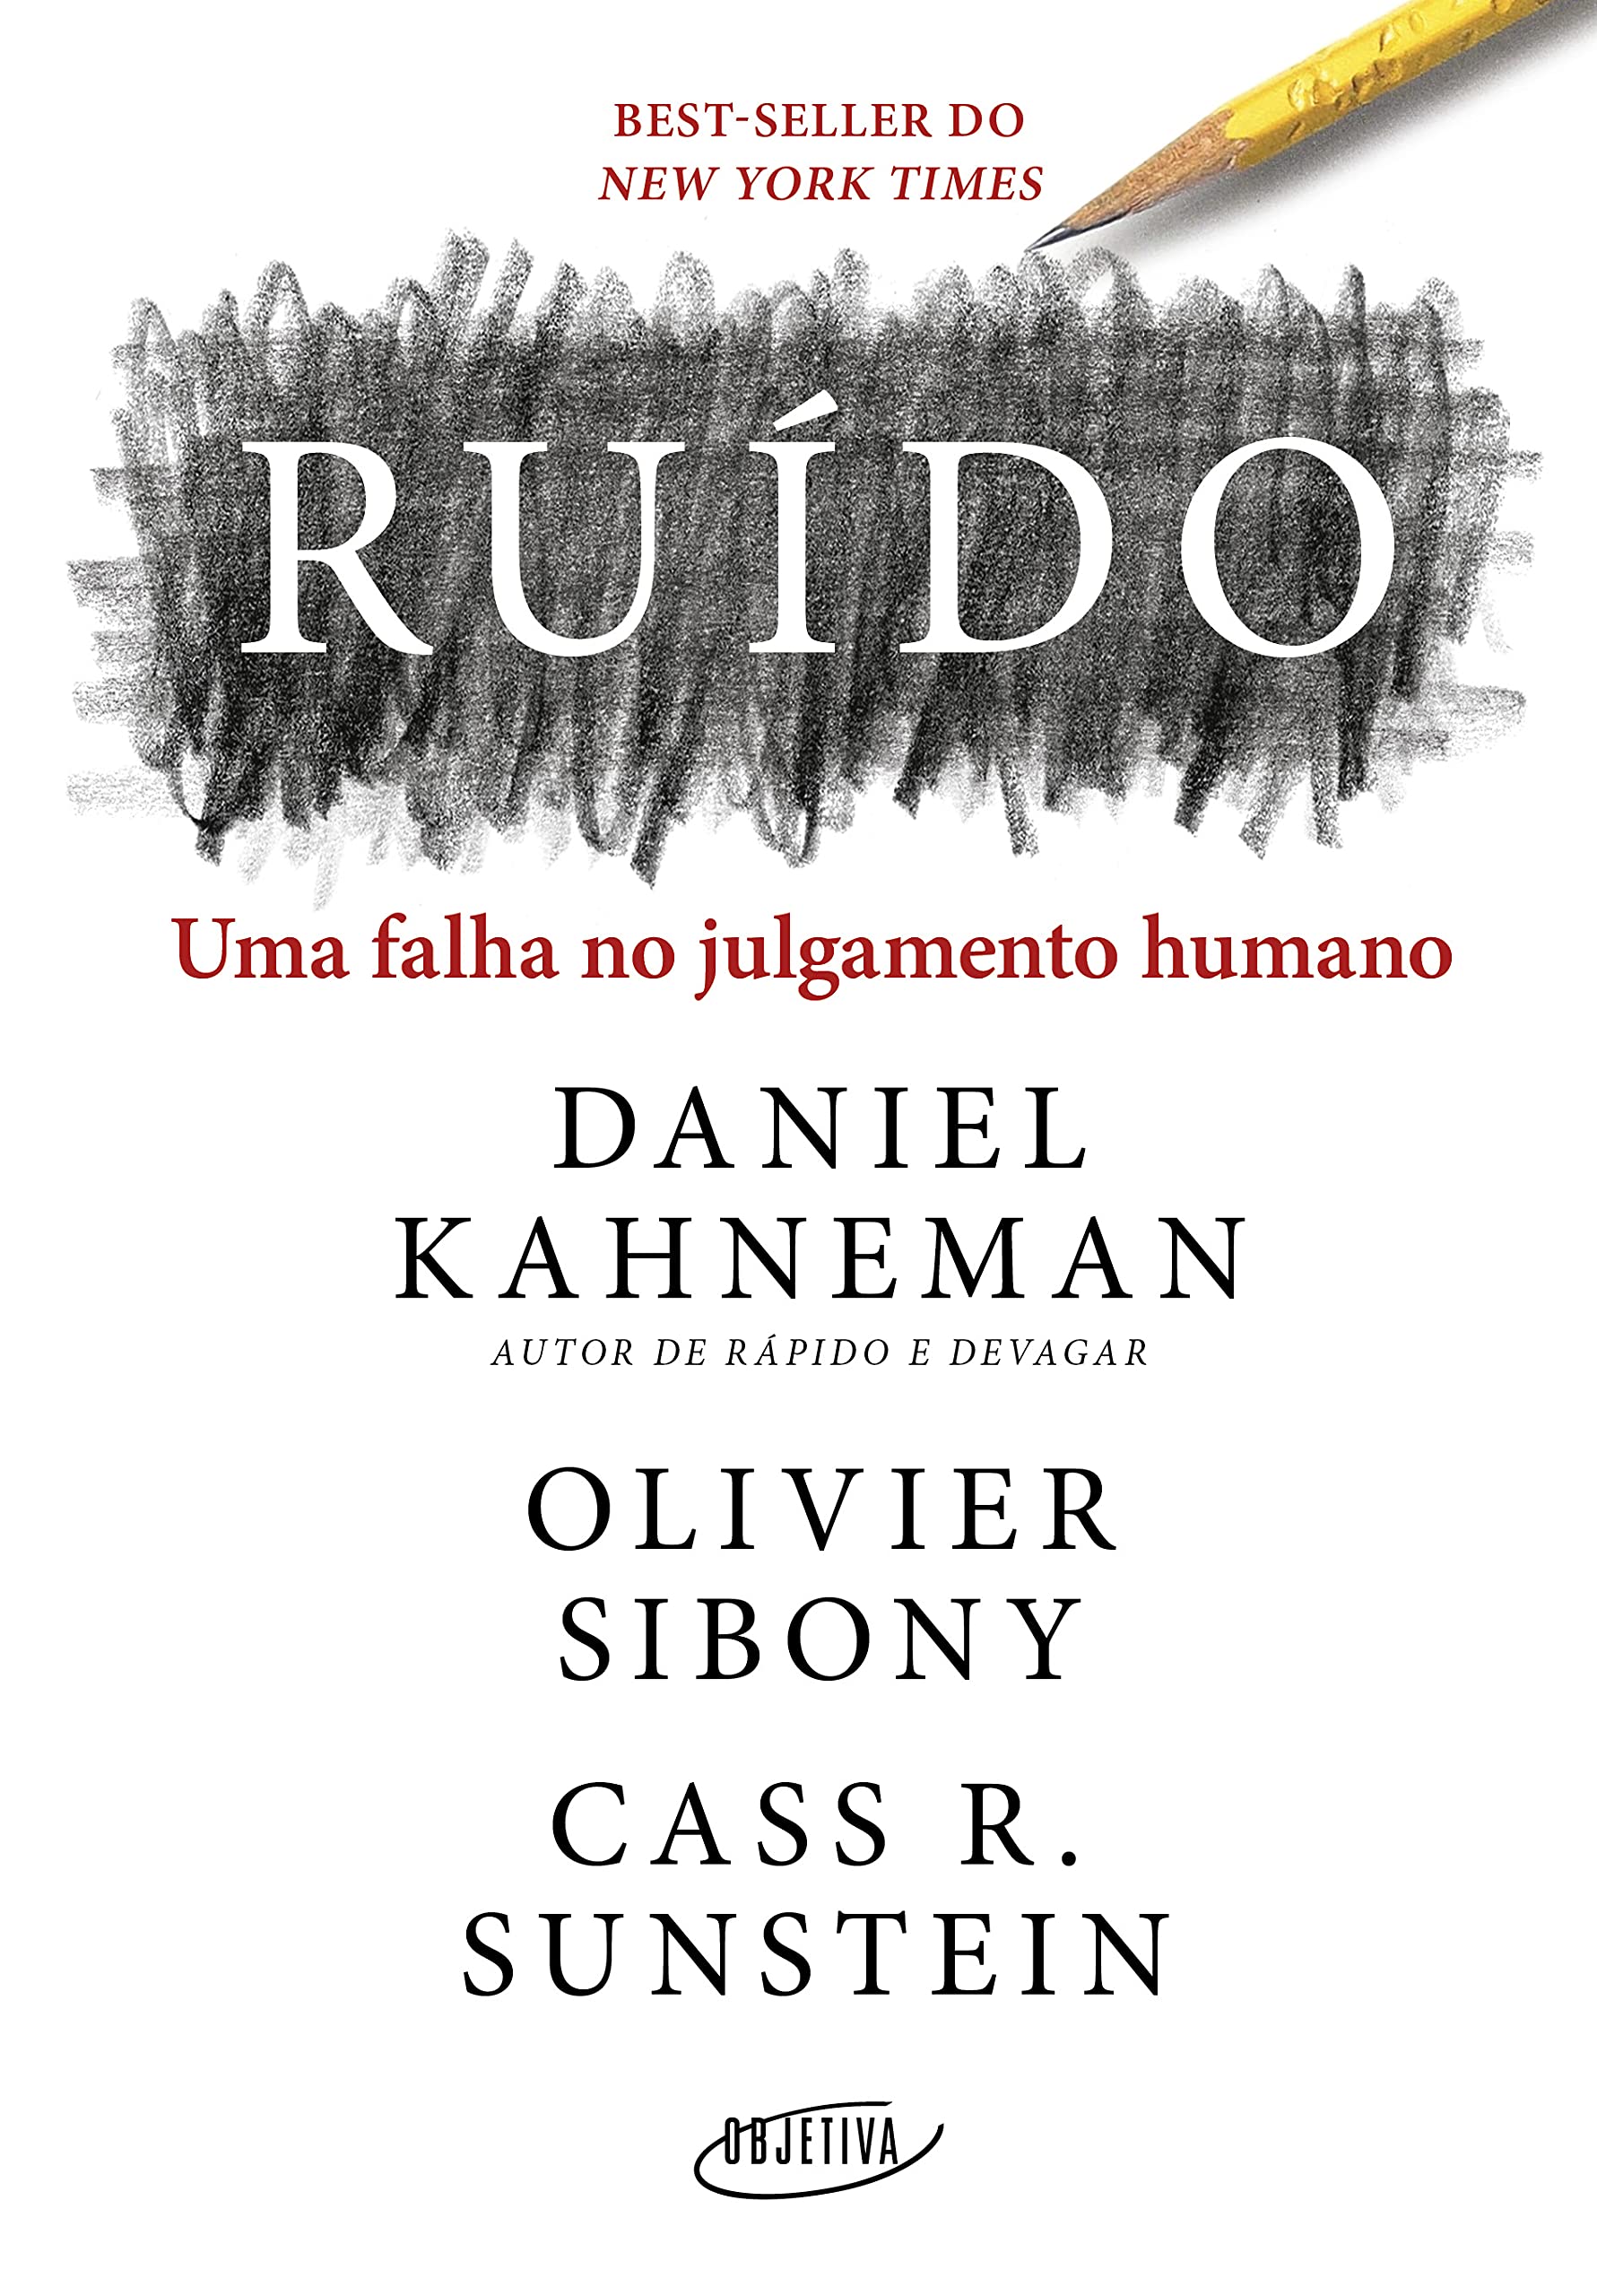 BEST-SELLER DO
NEW YORK TIMES
RUÍDO
Uma falha no julgamento humano
DANIEL
KAHNEMAN
AUTOR DE RÁPIDO E DEVAGAR
OLIVIER
SIBONY
CASS R.
SUNSTEIN
OBJETIVA